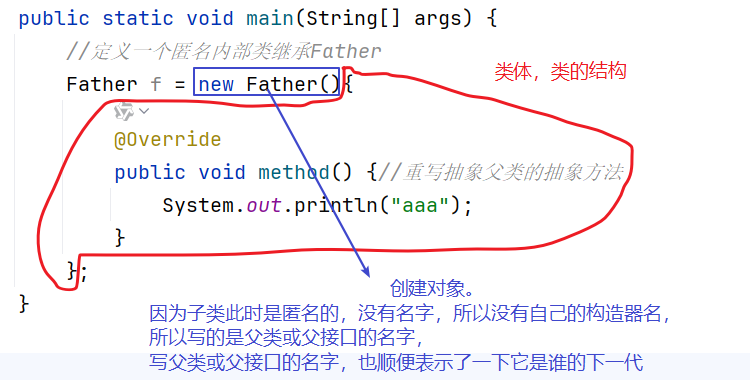 public static void main(String[] args) {
//定义一个匿名内部类继承Father
Father f = new Father(){
类体，类的结构
@Override
public void method() {//重写抽象父类的抽象方法
System.out.println("aaa");
}
};
}
创建对象。
因为子类此时是匿名的，没有名字，所以没有自己的构造器名，
所以写的是父类或父接口的名字，
写父类或父接口的名字，也顺便表示了一下它是谁的下一代